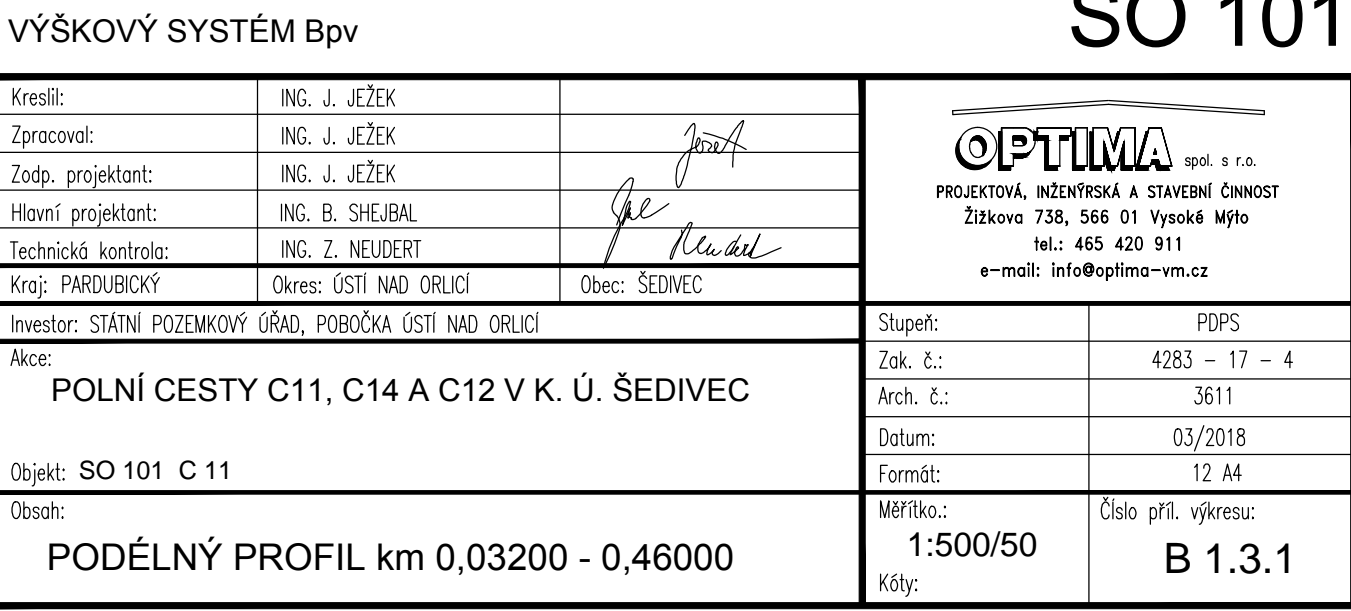 VÝŠKOVÝ SYSTÉM Bpv
SO 101
Kreslil: ING. J. JEŽEK
Zpracoval: ING. J. JEŽEK
Zodp. projektant: ING. J. JEŽEK
Hlavní projektant: ING. B. SHEJBAL
Technická kontrola: ING. Z. NEUDERT
Kraj: PARDUBICKÝ Okres: ÚSTÍ NAD ORLICÍ Obec: ŠEDIVEC
OPTIMA spol. s r.o.
PROJEKTOVÁ, INŽENÝRSKÁ A STAVEBNÍ ČINNOST
Žižkova 738, 566 01 Vysoké Mýto
tel.: 465 420 911
e-mail: info@optima-vm.cz
Investor: STÁTNÍ POZEMKOVÝ ÚŘAD, POBOČKA ÚSTÍ NAD ORLICÍ
Akce:
POLNÍ CESTY C11, C14 A C12 V K. Ú. ŠEDIVEC
Objekt: SO 101 C 11
Stupeň: PDPS
Zak. č.: 4283 - 17 - 4
Arch. č.: 3611
Datum: 03/2018
Formát: 12 A4
Obsah:
PODÉLNÝ PROFIL km 0,03200 - 0,46000
Měřítko.:
1:500/50
Kóty:
Číslo příl. výkresu:
B 1.3.1